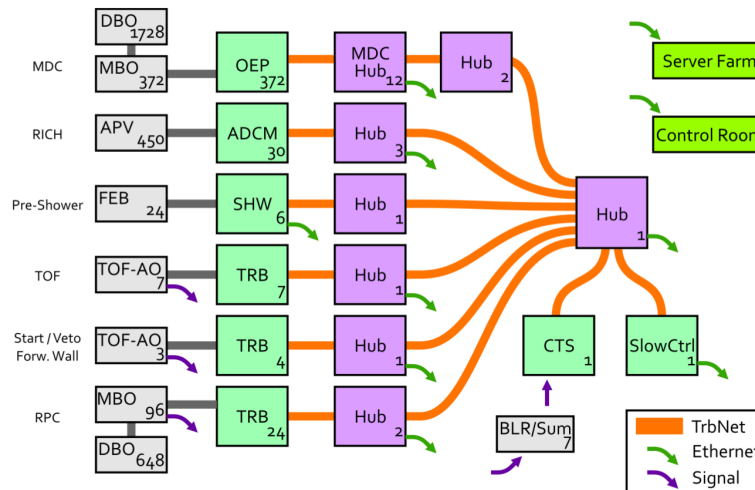 DBO
1728
MDC
MBO
372
OEP
372
MDC
Hub
12
Hub
2
Server Farm
RICH
APV
450
ADCM
30
Hub
3
Control Room
Pre-Shower
FEB
24
SHW
6
Hub
1
Hub
1
TOF
TOF-AO
7
TRB
7
Hub
1
Start / Veto
Forw. Wall
TOF-AO
3
TRB
4
Hub
1
CTS
1
SlowCtrl
1
RPC
MBO
96
TRB
24
Hub
2
DBO
648
BLR/Sum
7
TrbNet
Ethernet
Signal